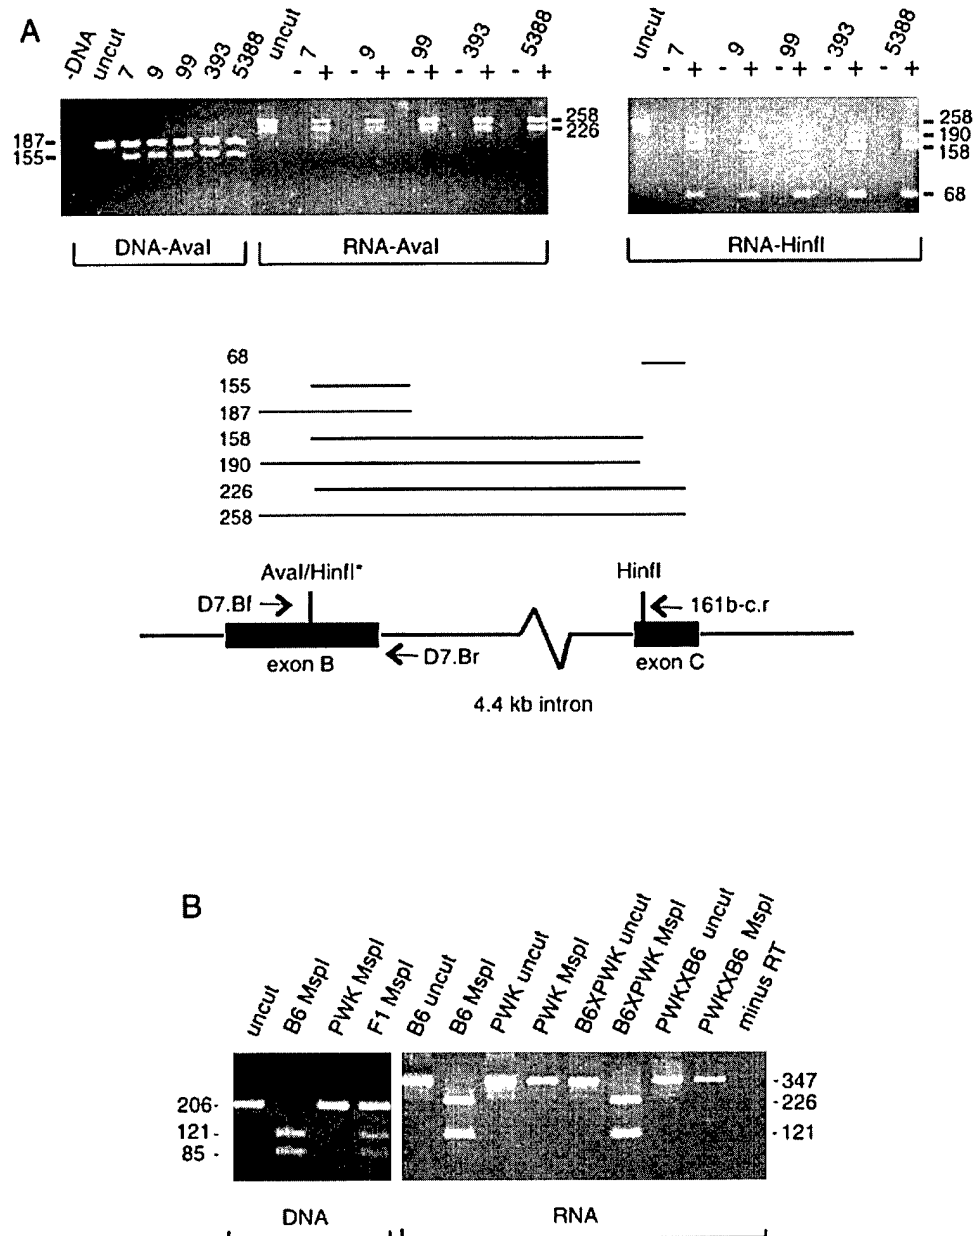 A
-DNA uncut 7 9 99 393 5388 uncut 7 9 99 393 5388
- + - + - + - + - +
187 155
258 226
DNA-AvaI
RNA-AvaI
uncut 7 9 99 393 5388
- + - + - + - + - +
258
190
158
68
RNA-HinfI
68
155
187
158
190
226
258
AvaI/HinfI*
HinfI
D7.Bf
161b-c.r
exon B
D7.Br
exon C
4.4 kb intron
B
uncut
B6 MspI
PWK MspI
F1 MspI
B6 uncut
B6 MspI
PWK uncut
PWK MspI
B6XPWK uncut
B6XPWK MspI
PWKXB6 uncut
PWKXB6 MspI
minus RT
206-
121-
85 -
-347
-226
-121
DNA
RNA